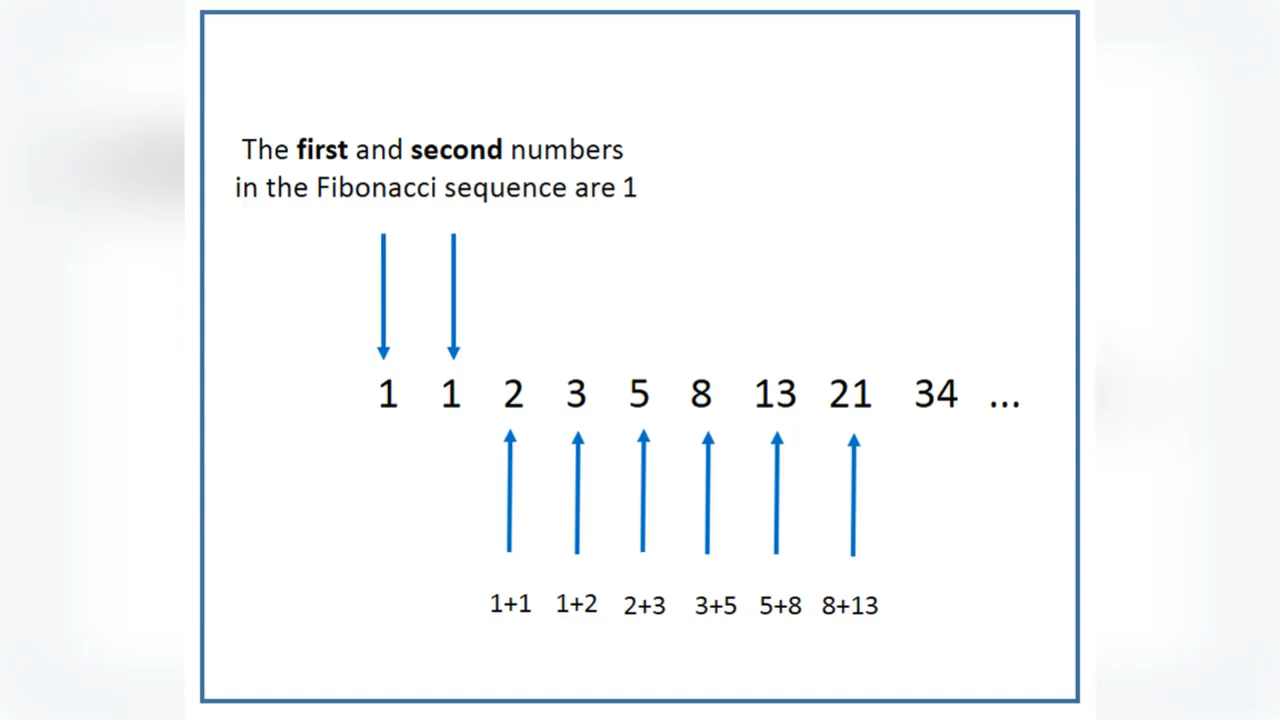 The first and second numbers
in the Fibonacci sequence are 1
1 1 2 3 5 8 13 21 34 ...
1+1 1+2 2+3 3+5 5+8 8+13